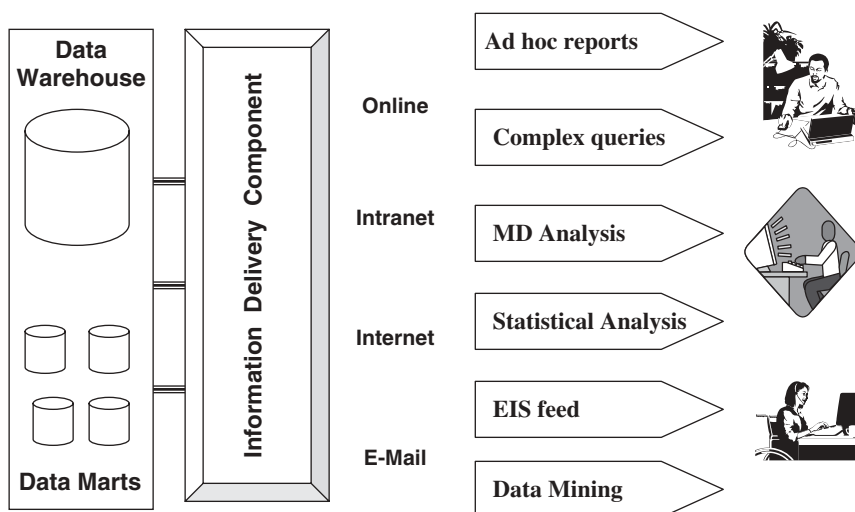 Data
Warehouse
Data Marts
Information Delivery Component
Online
Intranet
Internet
E-Mail
Ad hoc reports
Complex queries
MD Analysis
Statistical Analysis
EIS feed
Data Mining